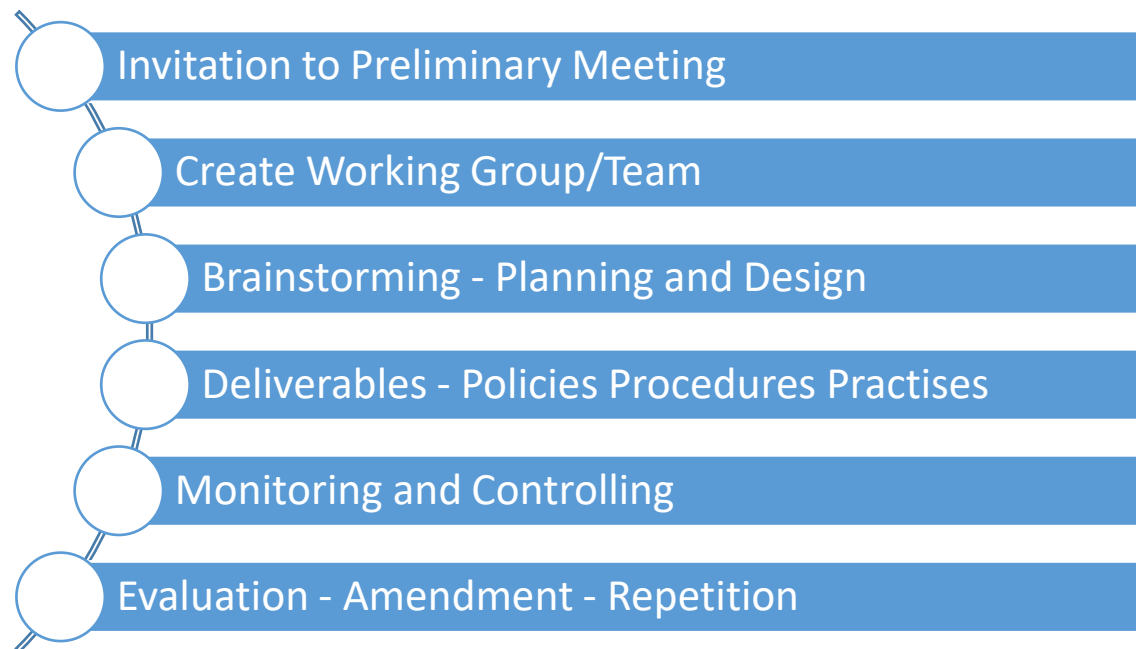 Invitation to Preliminary Meeting
Create Working Group/Team
Brainstorming - Planning and Design
Deliverables - Policies Procedures Practises
Monitoring and Controlling
Evaluation - Amendment - Repetition